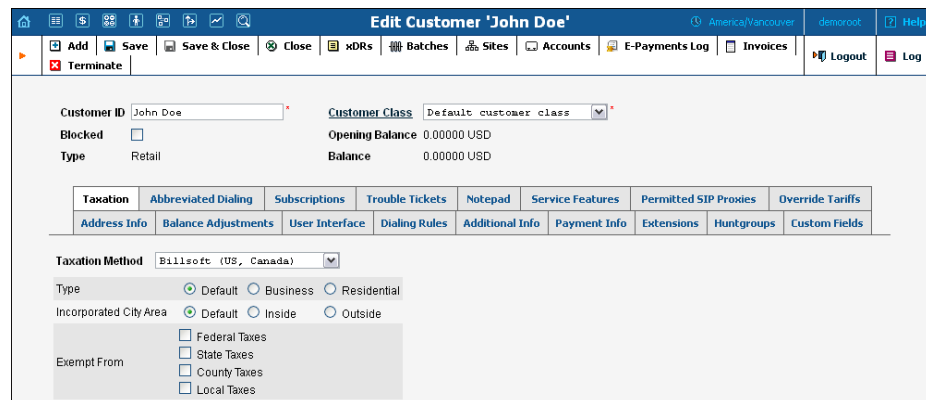 Edit Customer 'John Doe' America/Vancouver demoroot ? Help
Add Save Save & Close Close xDRs Batches Sites Accounts E-Payments Log Invoices Logout Log
Terminate
Customer ID John Doe * Customer Class Default customer class *
Blocked Opening Balance 0.00000 USD
Type Retail Balance 0.00000 USD
Taxation Abbreviated Dialing Subscriptions Trouble Tickets Notepad Service Features Permitted SIP Proxies Override Tariffs
Address Info Balance Adjustments User Interface Dialing Rules Additional Info Payment Info Extensions Huntgroups Custom Fields
Taxation Method Billsoft (US, Canada)
Type Default Business Residential
Incorporated City Area Default Inside Outside
Exempt From
Federal Taxes
State Taxes
County Taxes
Local Taxes